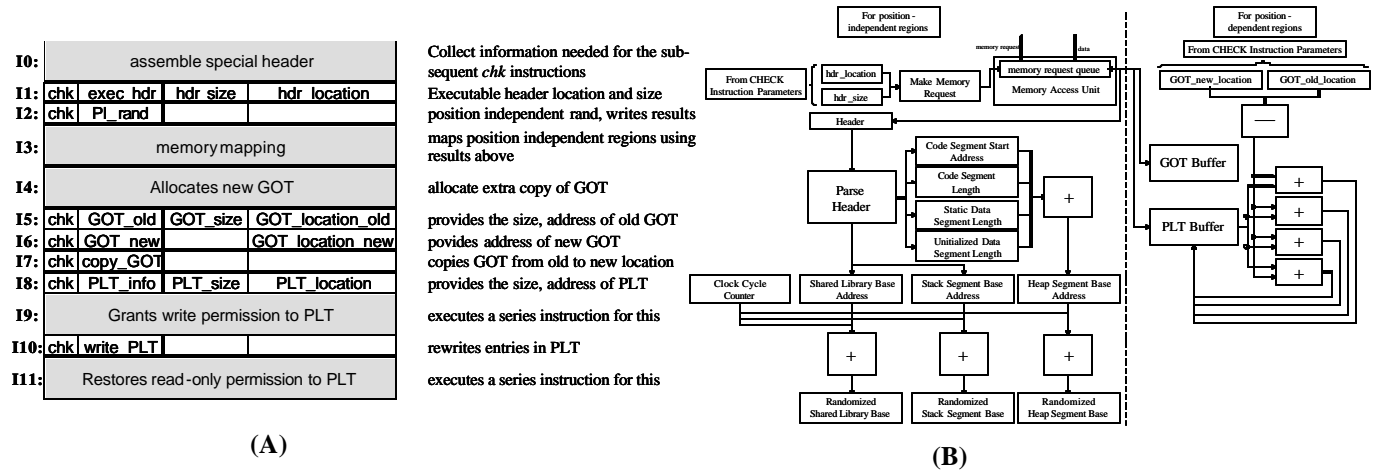 I0: assemble special header Collect information needed for the sub-
sequent chk instructions
I1: chk exec_hdr hdr_size hdr_location Executable header location and size
I2: chk PI_rand position independent rand, writes results
I3: memory mapping maps position independent regions using
results above
I4: Allocates new GOT allocate extra copy of GOT
I5: chk GOT_old GOT_size GOT_location_old provides the size, address of old GOT
I6: chk GOT_new GOT_location_new povides address of new GOT
I7: chk copy_GOT copies GOT from old to new location
I8: chk PLT_info PLT_size PLT_location provides the size, address of PLT
I9: Grants write permission to PLT executes a series instruction for this
I10: chk write_PLT rewrites entries in PLT
I11: Restores read-only permission to PLT executes a series instruction for this
(A)
For position -
independent regions
memory request
data
From CHECK
Instruction Parameters
hdr_location
hdr_size
Make Memory
Request
memory request queue
Memory Access Unit
Header
Parse
Header
Code Segment Start
Address
Code Segment
Length
Static Data
Segment Length
Unitialized Data
Segment Length
+
Clock Cycle
Counter
Shared Library Base
Address
Stack Segment Base
Address
Heap Segment Base
Address
+ + +
Randomized
Shared Library Base
Randomized
Stack Segment Base
Randomized
Heap Segment Base
For position -
dependent regions
From CHECK Instruction Parameters
GOT_new_location GOT_old_location
—
GOT Buffer
PLT Buffer
+
+
+
+
(B)